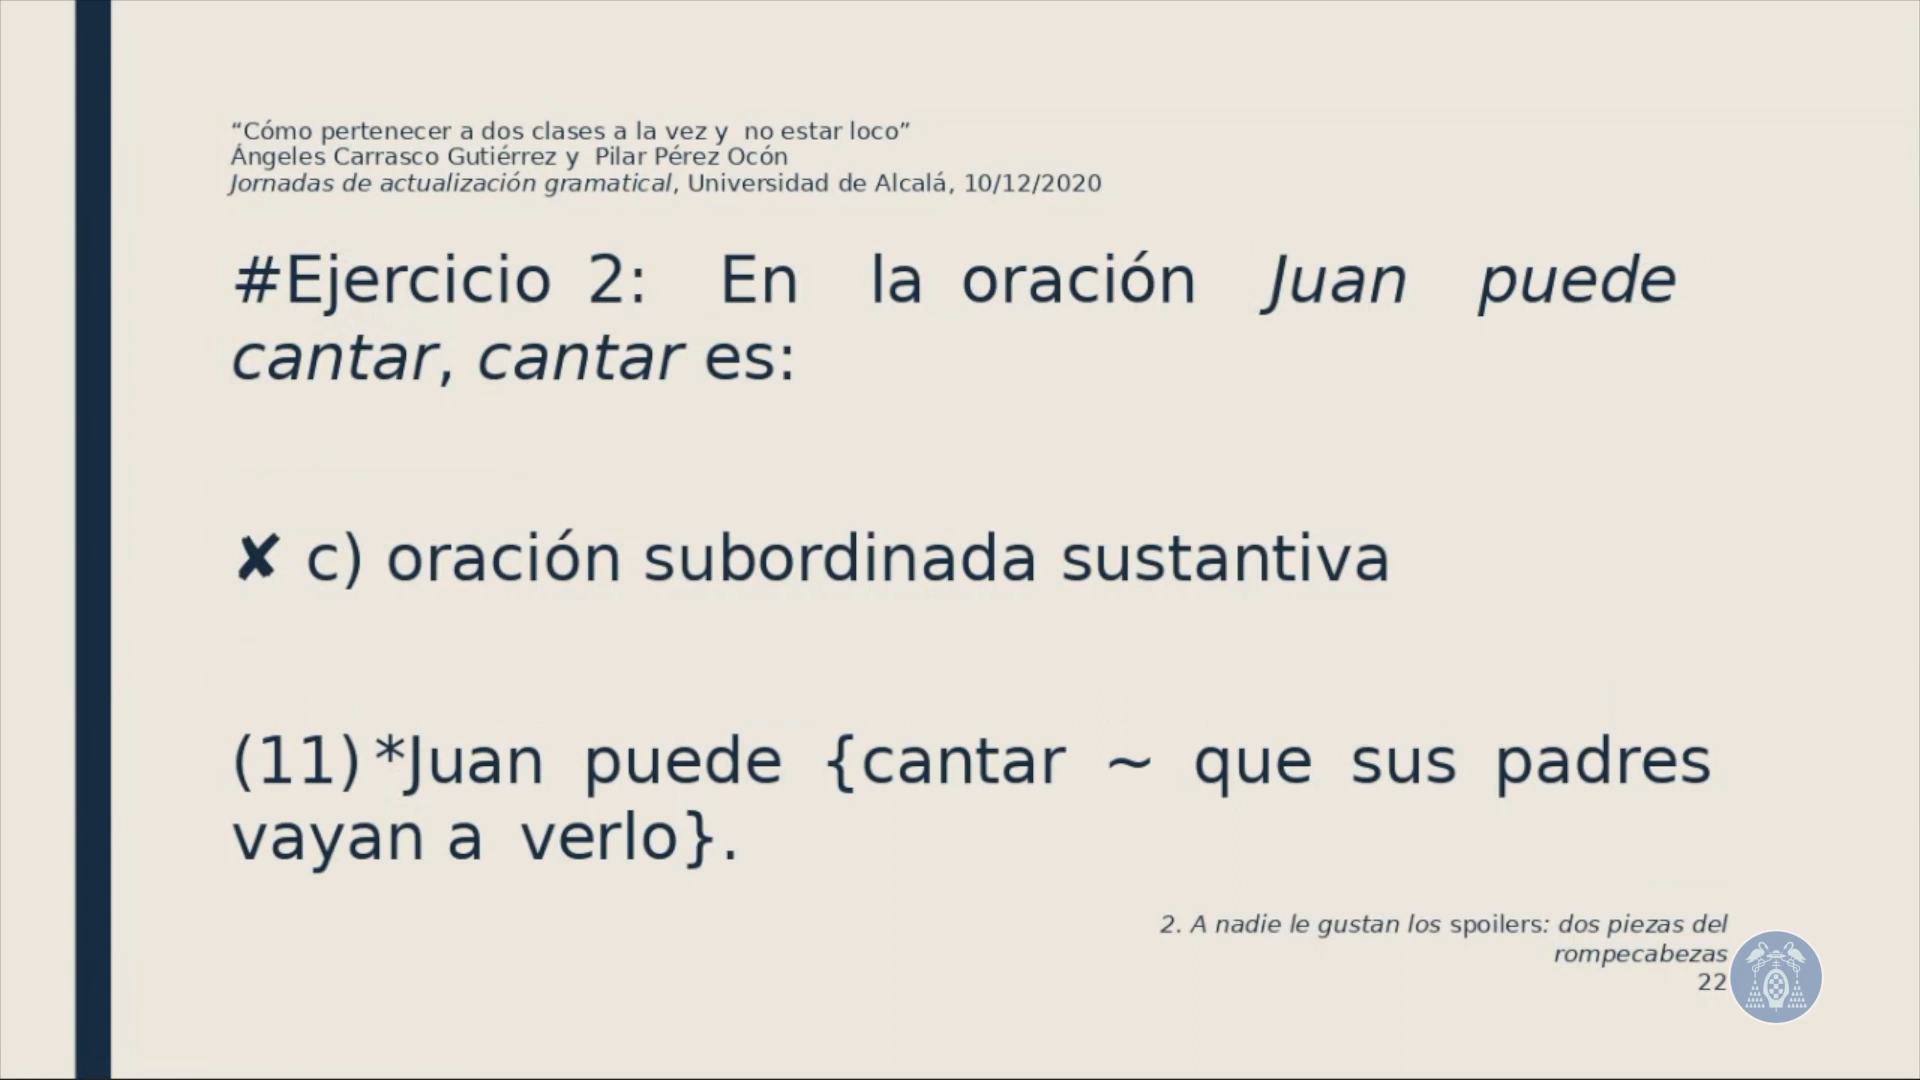 “Cómo pertenecer a dos clases a la vez y no estar loco”
Ángeles Carrasco Gutiérrez y Pilar Pérez Ocón
Jornadas de actualización gramatical, Universidad de Alcalá, 10/12/2020
#Ejercicio 2: En la oración Juan puede
cantar, cantar es:
✘ c) oración subordinada sustantiva
(11) *Juan puede {cantar ~ que sus padres
vayan a verlo}.
2. A nadie le gustan los spoilers: dos piezas del
rompecabezas
22